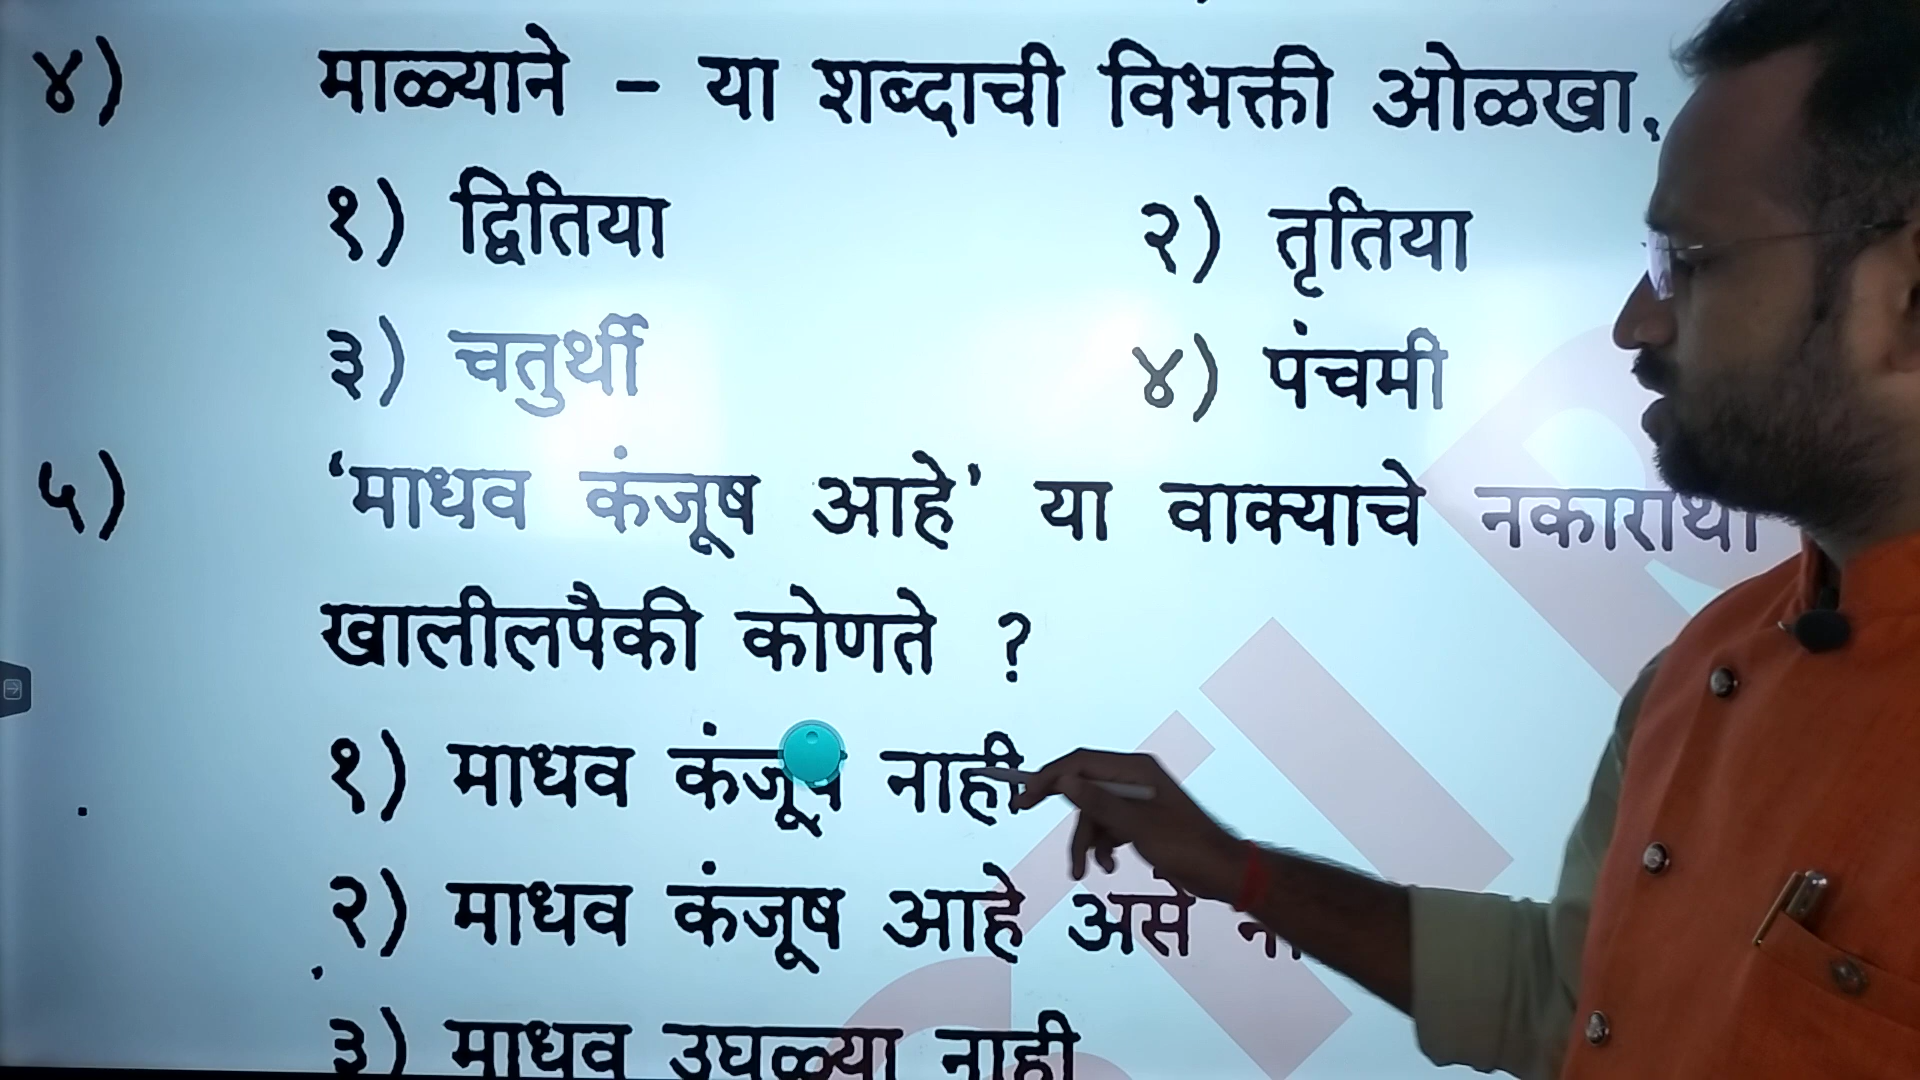 ४) माळ्याने – या शब्दाची विभक्ती ओळखा.
१) द्वितिया २) तृतिया
३) चतुर्थी ४) पंचमी
५) ‘माधव कंजूष आहे’ या वाक्याचे
खालीलपैकी कोणते ?
१) माधव कंजूष नाही
२) माधव कंजूष आहे असे
३) माधव उधळ्या नाही